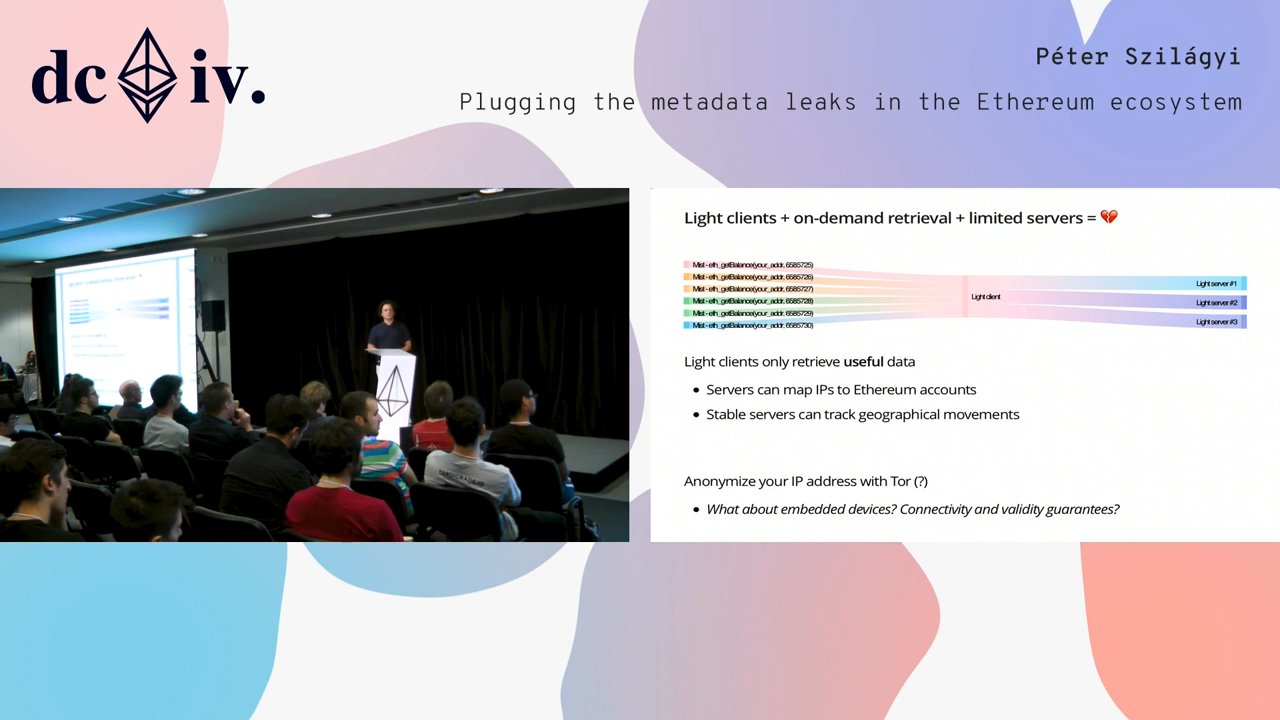 dc iv.
Péter Szilágyi
Plugging the metadata leaks in the Ethereum ecosystem
Light clients + on-demand retrieval + limited servers = 💔
Mist - eth_getBalance(your_addr, 6585725)
Mist - eth_getBalance(your_addr, 6585726)
Mist - eth_getBalance(your_addr, 6585727)
Mist - eth_getBalance(your_addr, 6585728)
Mist - eth_getBalance(your_addr, 6585729)
Mist - eth_getBalance(your_addr, 6585730)
Light client
Light server #1
Light server #2
Light server #3
Light clients only retrieve useful data
• Servers can map IPs to Ethereum accounts
• Stable servers can track geographical movements
Anonymize your IP address with Tor (?)
• What about embedded devices? Connectivity and validity guarantees?